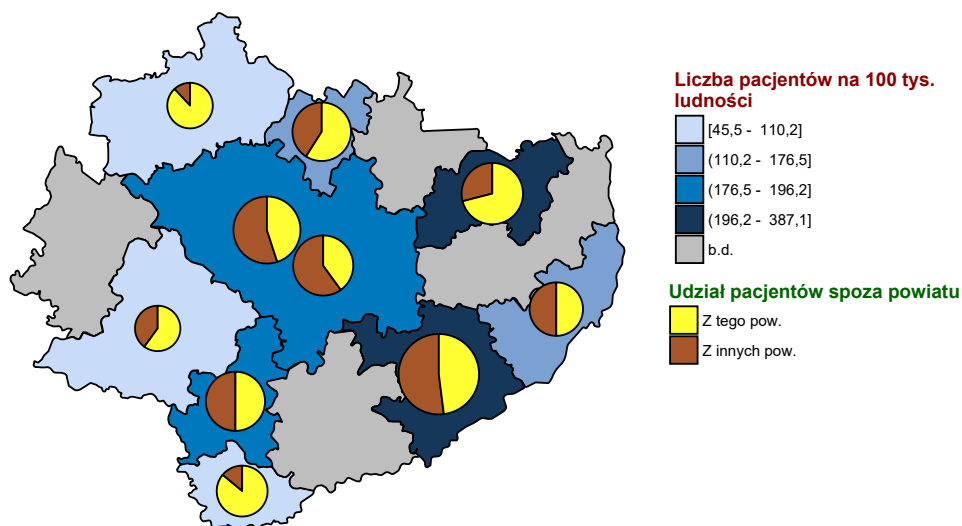 Liczba pacjentów na 100 tys.
ludności
[45,5 - 110,2]
(110,2 - 176,5]
(176,5 - 196,2]
(196,2 - 387,1]
b.d.
Udział pacjentów spoza powiatu
Z tego pow.
Z innych pow.